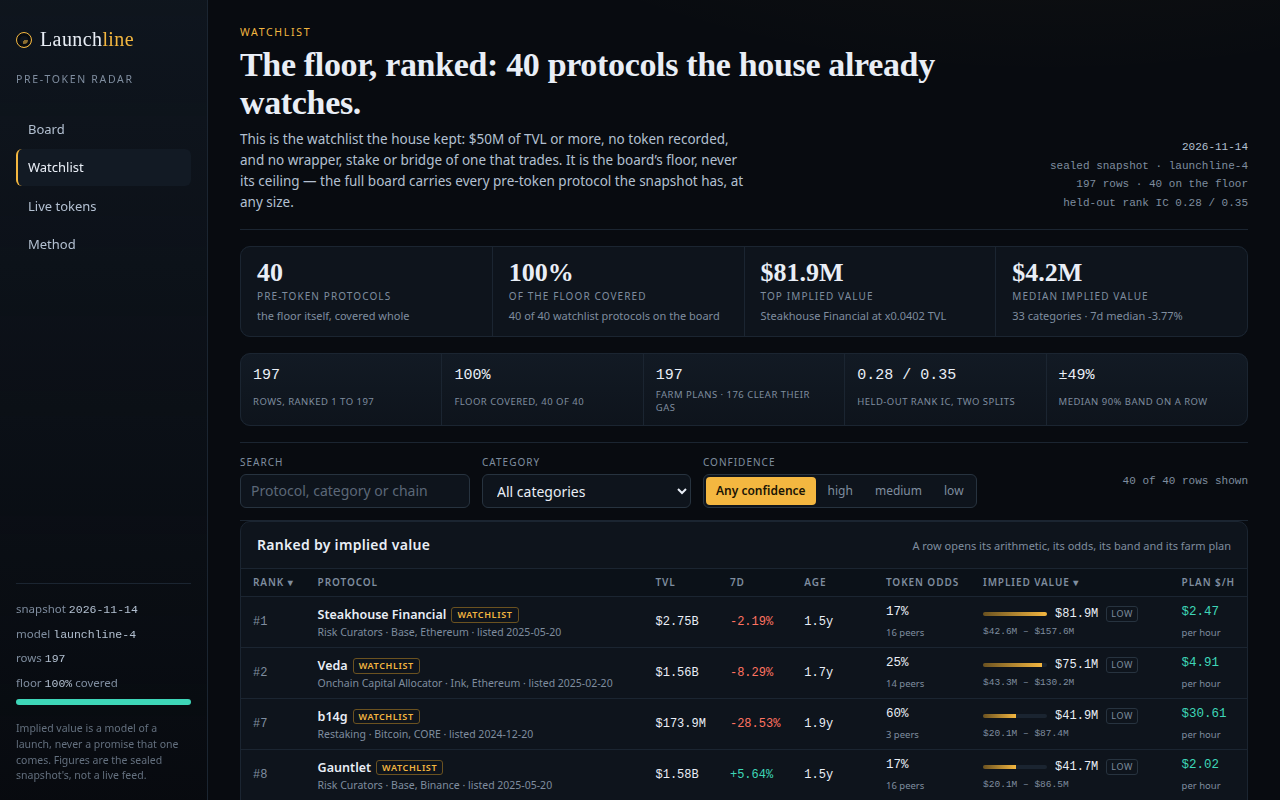 Launchline
PRE-TOKEN RADAR
Board
Watchlist
Live tokens
Method
snapshot 2026-11-14
model launchline-4
rows 197
floor 100% covered
Implied value is a model of a
launch, never a promise that one
comes. Figures are the sealed
snapshot's, not a live feed.
WATCHLIST
The floor, ranked: 40 protocols the house already
watches.
This is the watchlist the house kept: $50M of TVL or more, no token recorded,
and no wrapper, stake or bridge of one that trades. It is the board's floor, never
its ceiling — the full board carries every pre-token protocol the snapshot has, at
any size.
2026-11-14
sealed snapshot · launchline-4
197 rows · 40 on the floor
held-out rank IC 0.28 / 0.35
40
PRE-TOKEN PROTOCOLS
the floor itself, covered whole
100%
OF THE FLOOR COVERED
40 of 40 watchlist protocols on the board
$81.9M
TOP IMPLIED VALUE
Steakhouse Financial at x0.0402 TVL
$4.2M
MEDIAN IMPLIED VALUE
33 categories · 7d median -3.77%
197
ROWS, RANKED 1 TO 197
100%
FLOOR COVERED, 40 OF 40
197
FARM PLANS · 176 CLEAR THEIR
GAS
0.28 / 0.35
HELD-OUT RANK IC, TWO SPLITS
±49%
MEDIAN 90% BAND ON A ROW
SEARCH
Protocol, category or chain
CATEGORY
All categories
CONFIDENCE
Any confidence high medium low
40 of 40 rows shown
Ranked by implied value
A row opens its arithmetic, its odds, its band and its farm plan
RANK ▾ PROTOCOL TVL 7D AGE TOKEN ODDS IMPLIED VALUE ▾ PLAN $/H
#1 Steakhouse Financial WATCHLIST $2.75B -2.19% 1.5y 17% $81.9M LOW $2.47
Risk Curators · Base, Ethereum · listed 2025-05-20 16 peers $42.6M – $157.6M per hour
#2 Veda WATCHLIST $1.56B -8.29% 1.7y 25% $75.1M LOW $4.91
Onchain Capital Allocator · Ink, Ethereum · listed 2025-02-20 14 peers $43.3M – $130.2M per hour
#7 b14g WATCHLIST $173.9M -28.53% 1.9y 60% $41.9M LOW $30.61
Restaking · Bitcoin, CORE · listed 2024-12-20 3 peers $20.1M – $87.4M per hour
#8 Gauntlet WATCHLIST $1.58B +5.64% 1.5y 17% $41.7M LOW $2.02
Risk Curators · Base, Binance · listed 2025-05-20 16 peers $20.1M – $86.5M per hour